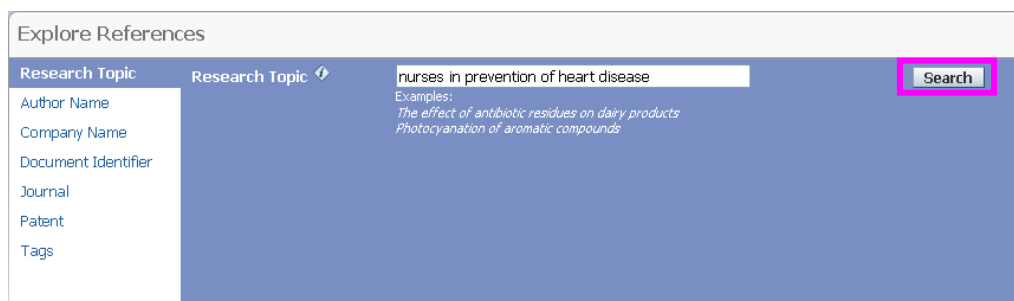 Explore References
Research Topic
Author Name
Company Name
Document Identifier
Journal
Patent
Tags
Research Topic
nurses in prevention of heart disease
Search
Examples:
The effect of antibiotic residues on dairy products
Photocyanation of aromatic compounds